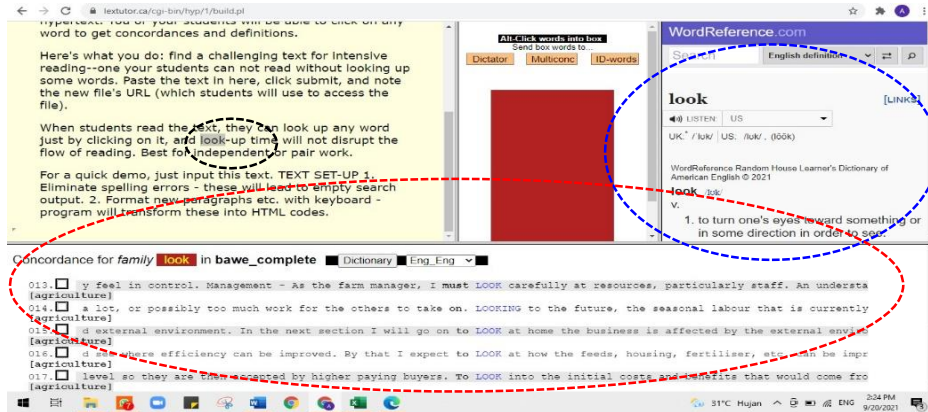 lextutor.ca/cgi-bin/hyp/1/build.pl
hypertext. You or your students will be able to click on any
word to get concordances and definitions.
Here's what you do: find a challenging text for intensive
reading--one your students can not read without looking up
some words. Paste the text in here, click submit, and note
the new file's URL (which students will use to access the
file).
When students read the text, they can look up any word
just by clicking on it, and look-up time will not disrupt the
flow of reading. Best for independent or pair work.
For a quick demo, just input this text. TEXT SET-UP 1.
Eliminate spelling errors - these will lead to empty search
output. 2. Format new paragraphs etc. with keyboard -
program will transform these into HTML codes.
Alt-Click words into box
Send box words to...
Dictator Multiconc ID-words
WordReference.com
Search English definition
look [LINKS]
LISTEN: US
UK: /ˈlʊk/ US: /lʊk/ , (lŏŏk)
WordReference Random House Learner's Dictionary of
American English © 2021
look /lʊk/
v.
1. to turn one's eyes toward something or
in some direction in order to see:
Concordance for family look in bawe_complete Dictionary Eng_Eng
013. y feel in control. Management - As the farm manager, I must LOOK carefully at resources, particularly staff. An understa
[agriculture]
014. a lot, or possibly too much work for the others to take on. LOOKING to the future, the seasonal labour that is currently
[agriculture]
015. d external environment. In the next section I will go on to LOOK at home the business is affected by the external enviro
[agriculture]
016. d see where efficiency can be improved. By that I expect to LOOK at how the feeds, housing, fertiliser, etc. can be impr
[agriculture]
017. level so they are then accepted by higher paying buyers. To LOOK into the initial costs and benefits that would come fro
[agriculture]
31°C Hujan ENG 2:24 PM
9/20/2021